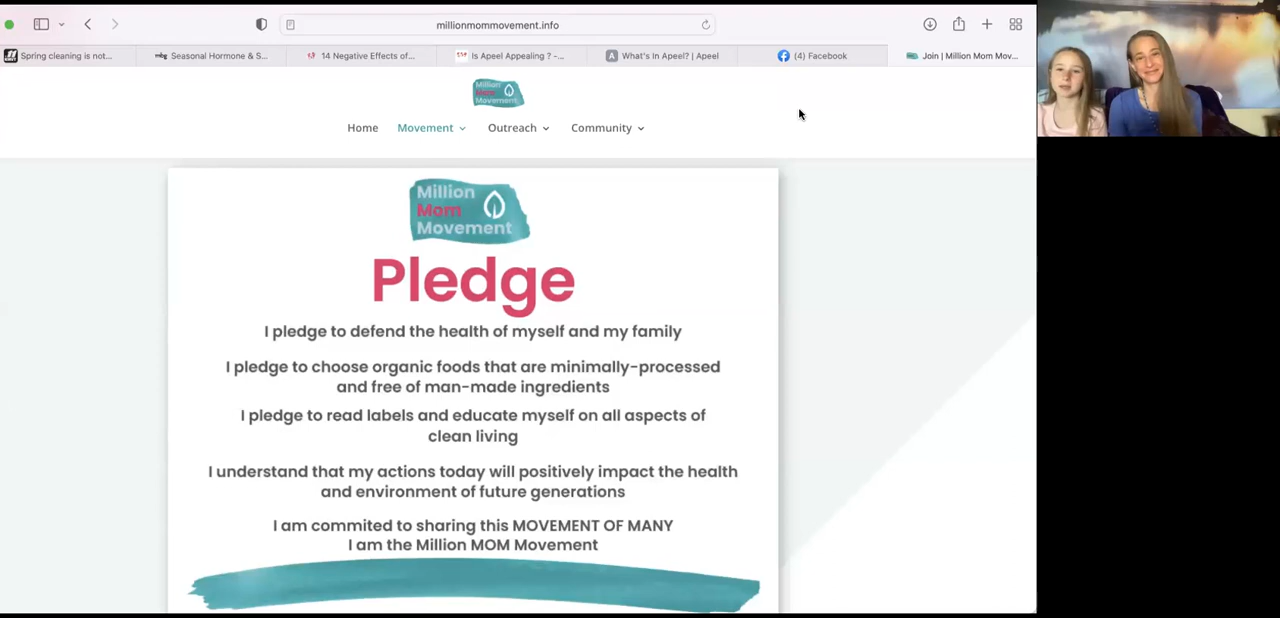 millionmommovement.info
Spring cleaning is not...
Seasonal Hormone & S...
14 Negative Effects of...
Is Apeel Appealing ? -...
What's In Apeel? | Apeel
(4) Facebook
Join | Million Mom Mov...
Million
Mom
Movement
Home
Movement
Outreach
Community
Million
Mom
Movement
Pledge
I pledge to defend the health of myself and my family
I pledge to choose organic foods that are minimally-processed
and free of man-made ingredients
I pledge to read labels and educate myself on all aspects of
clean living
I understand that my actions today will positively impact the health
and environment of future generations
I am commited to sharing this MOVEMENT OF MANY
I am the Million MOM Movement